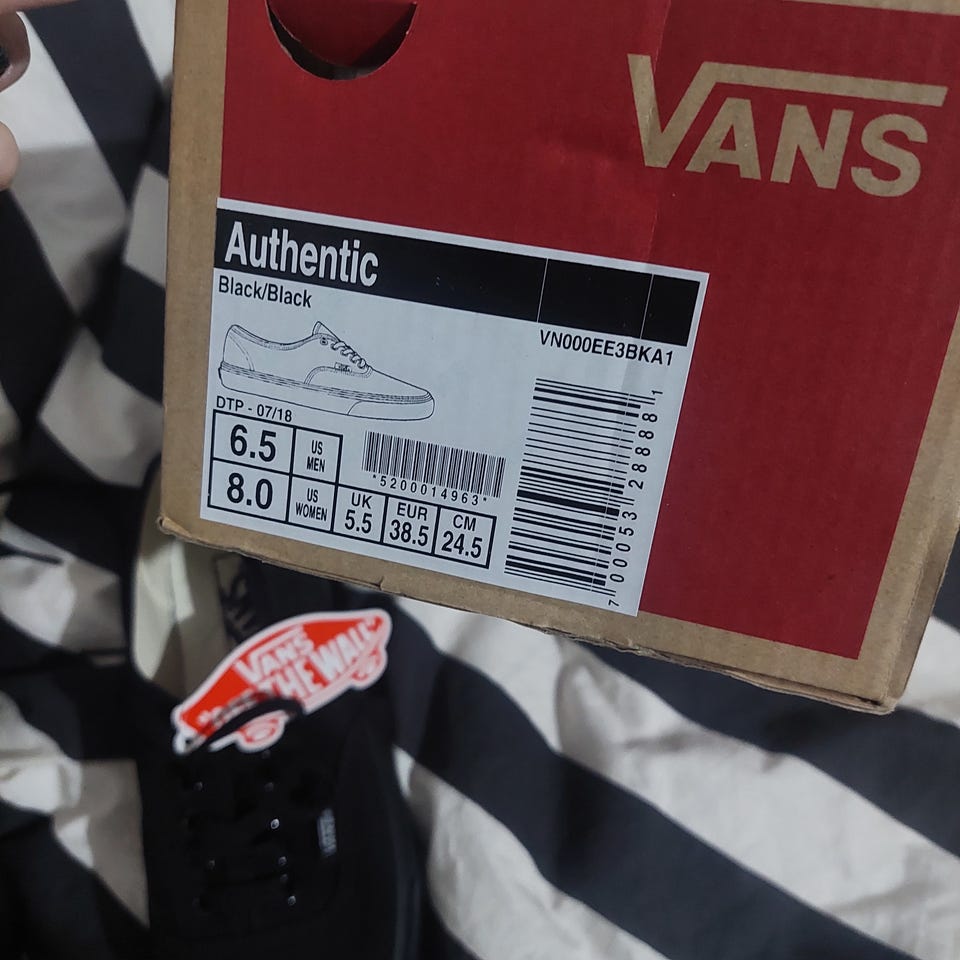 VANS
Authentic
Black/Black
VN000EE3BKA1
DTP - 07/18
6.5 US MEN
8.0 US WOMEN
UK 5.5
EUR 38.5
CM 24.5
*5200014963*
7 00053 28888 1
VANS
"OFF THE WALL"